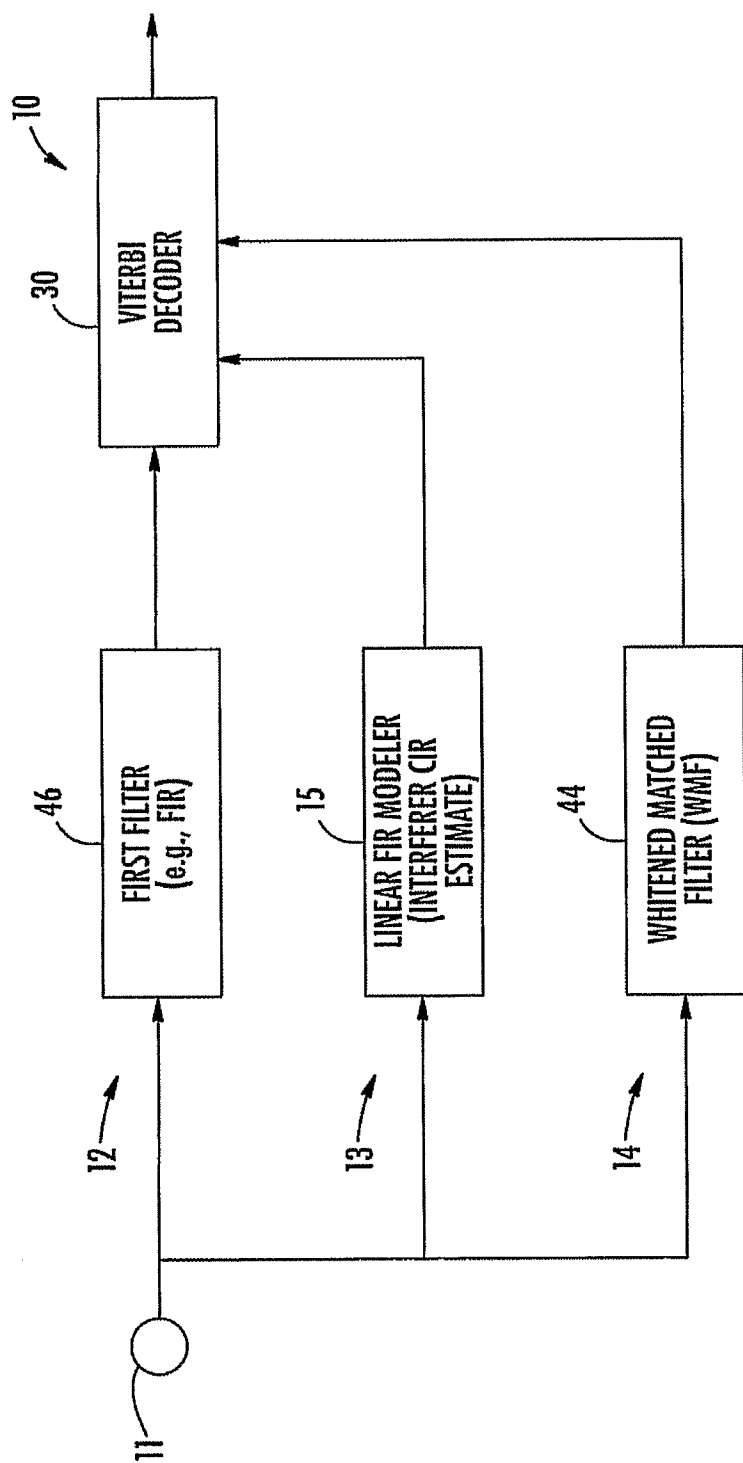 10
30
VITERBI
DECODER
46
FIRST FILTER
(e.g., FIR)
12
11
15
LINEAR FIR MODELER
(INTERFERER CIR
ESTIMATE)
13
44
WHITENED MATCHED
FILTER (WMF)
14